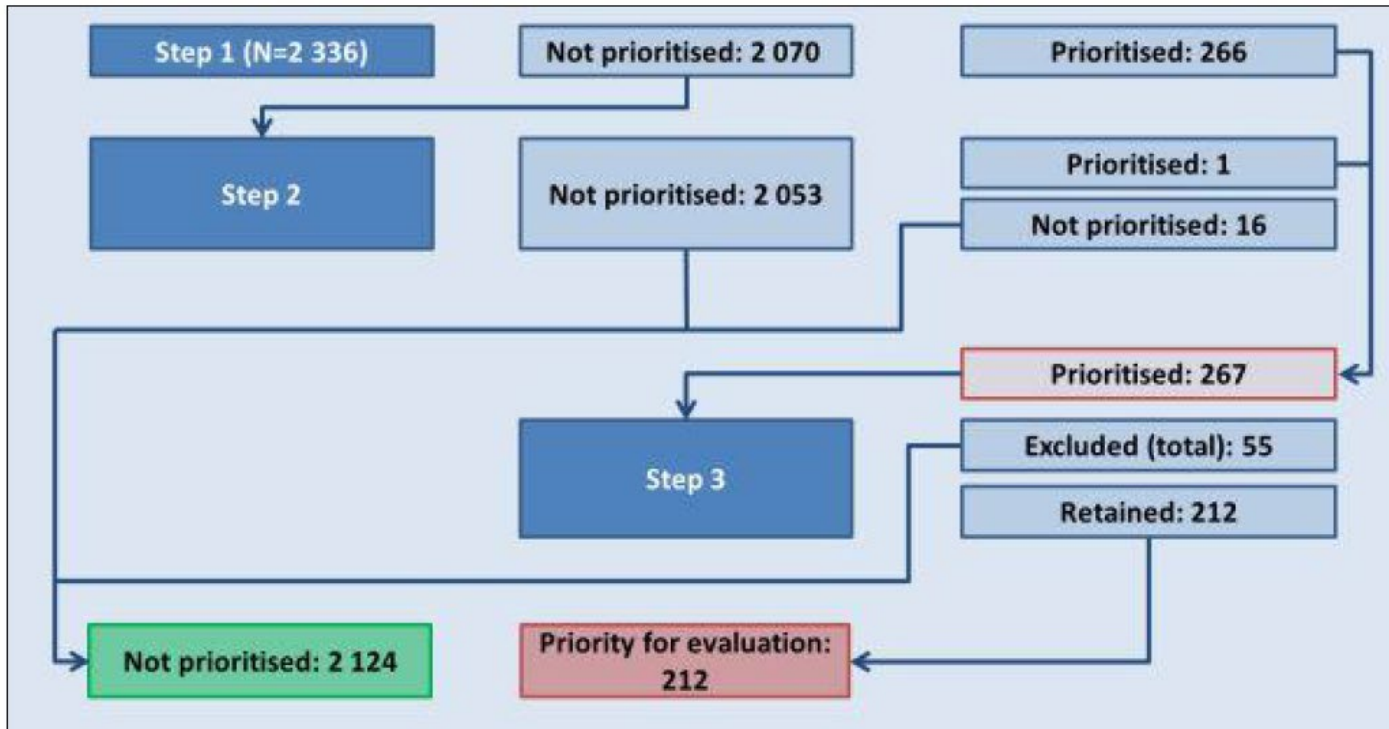 Step 1 (N=2 336)
Not prioritised: 2 070
Prioritised: 266
Step 2
Not prioritised: 2 053
Prioritised: 1
Not prioritised: 16
Prioritised: 267
Step 3
Excluded (total): 55
Retained: 212
Not prioritised: 2 124
Priority for evaluation:
212